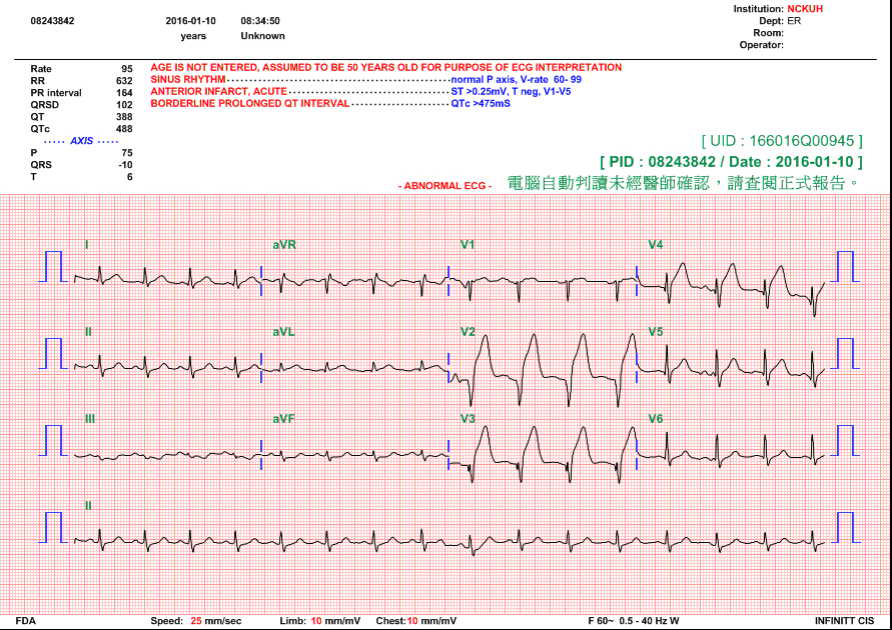 Institution: NCKUH
08243842 2016-01-10 08:34:50 Dept: ER
years Unknown Room:
Operator:
Rate 95 AGE IS NOT ENTERED, ASSUMED TO BE 50 YEARS OLD FOR PURPOSE OF ECG INTERPRETATION
RR 632 SINUS RHYTHM - - - - - - - - - - - - - - - - - - - - normal P axis, V-rate 60- 99
PR interval 164 ANTERIOR INFARCT, ACUTE - - - - - - - - - - - - - - - - ST >0.25mV, T neg, V1-V5
QRSD 102 BORDERLINE PROLONGED QT INTERVAL - - - - - - - - - - QTc >475mS
QT 388
QTc 488
----- AXIS -----
P 75
QRS -10
T 6
[ UID : 166016Q00945 ]
[ PID : 08243842 / Date : 2016-01-10 ]
- ABNORMAL ECG - 電腦自動判讀未經醫師確認，請查閱正式報告。
I aVR V1 V4
II aVL V2 V5
III aVF V3 V6
II
FDA Speed: 25 mm/sec Limb: 10 mm/mV Chest:10 mm/mV F 60~ 0.5 - 40 Hz W INFINITT CIS